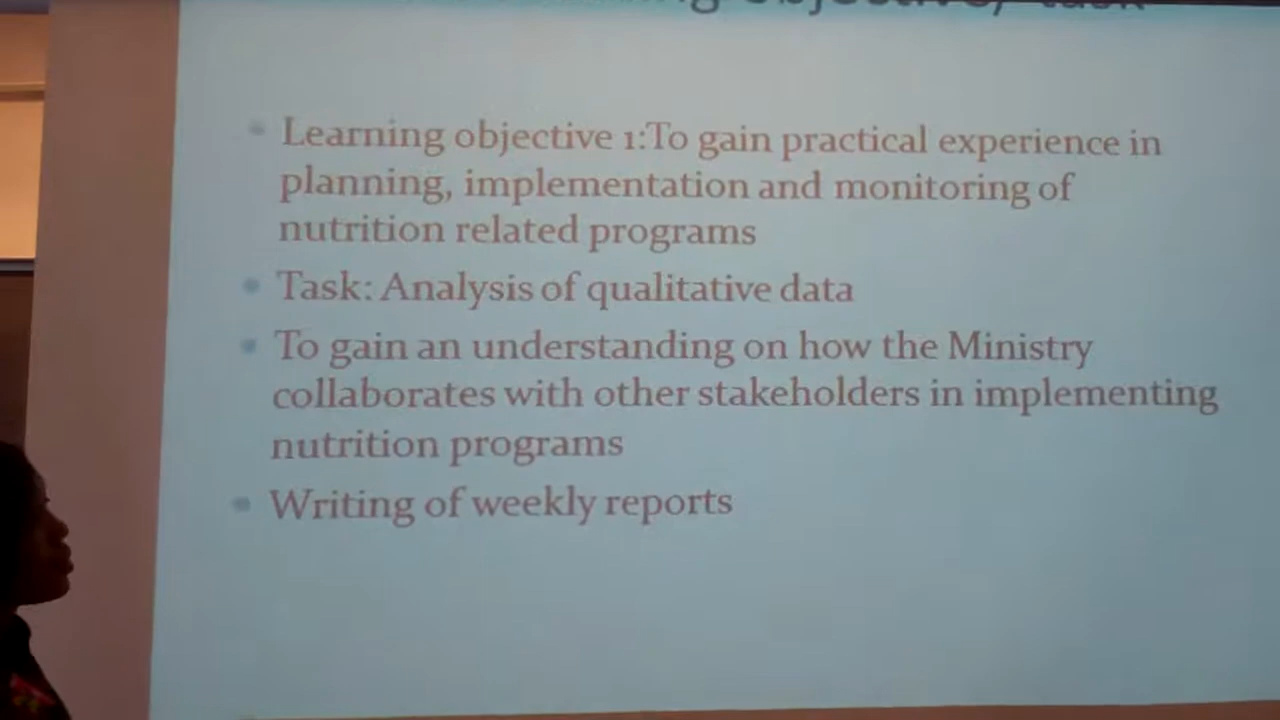 Learning objective 1:To gain practical experience in
planning, implementation and monitoring of
nutrition related programs
Task: Analysis of qualitative data
To gain an understanding on how the Ministry
collaborates with other stakeholders in implementing
nutrition programs
Writing of weekly reports